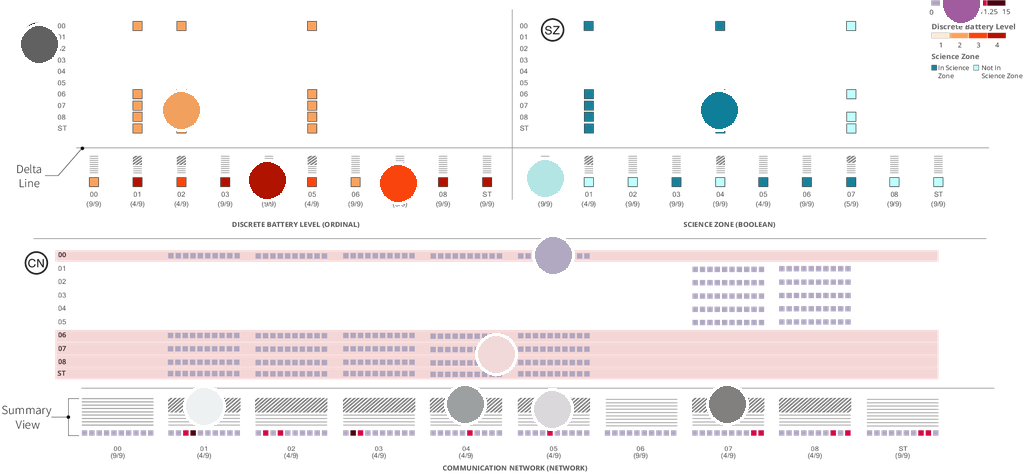 00
01
02
03
04
05
06
07
08
ST
Delta
Line
00 01 02 03 05 06 08 ST
(9/9) (4/9) (9/9) (9/9) (9/9) (4/9) (9/9) (9/9) (9/9)
DISCRETE BATTERY LEVEL (ORDINAL)
SZ
00
01
02
03
04
05
06
07
08
ST
01 02 03 04 05 06 07 08 ST
(9/9) (4/9) (9/9) (9/9) (9/9) (4/9) (9/9) (5/9) (9/9) (9/9)
SCIENCE ZONE (BOOLEAN)
0 1.25 15
Discrete Battery Level
1 2 3 4
Science Zone
In Science Zone
Not In Science Zone
CN
00
01
02
03
04
05
06
07
08
ST
Summary
View
00 01 02 03 04 05 06 07 08 ST
(9/9) (4/9) (4/9) (4/9) (4/9) (4/9) (9/9) (4/9) (4/9) (9/9)
COMMUNICATION NETWORK (NETWORK)